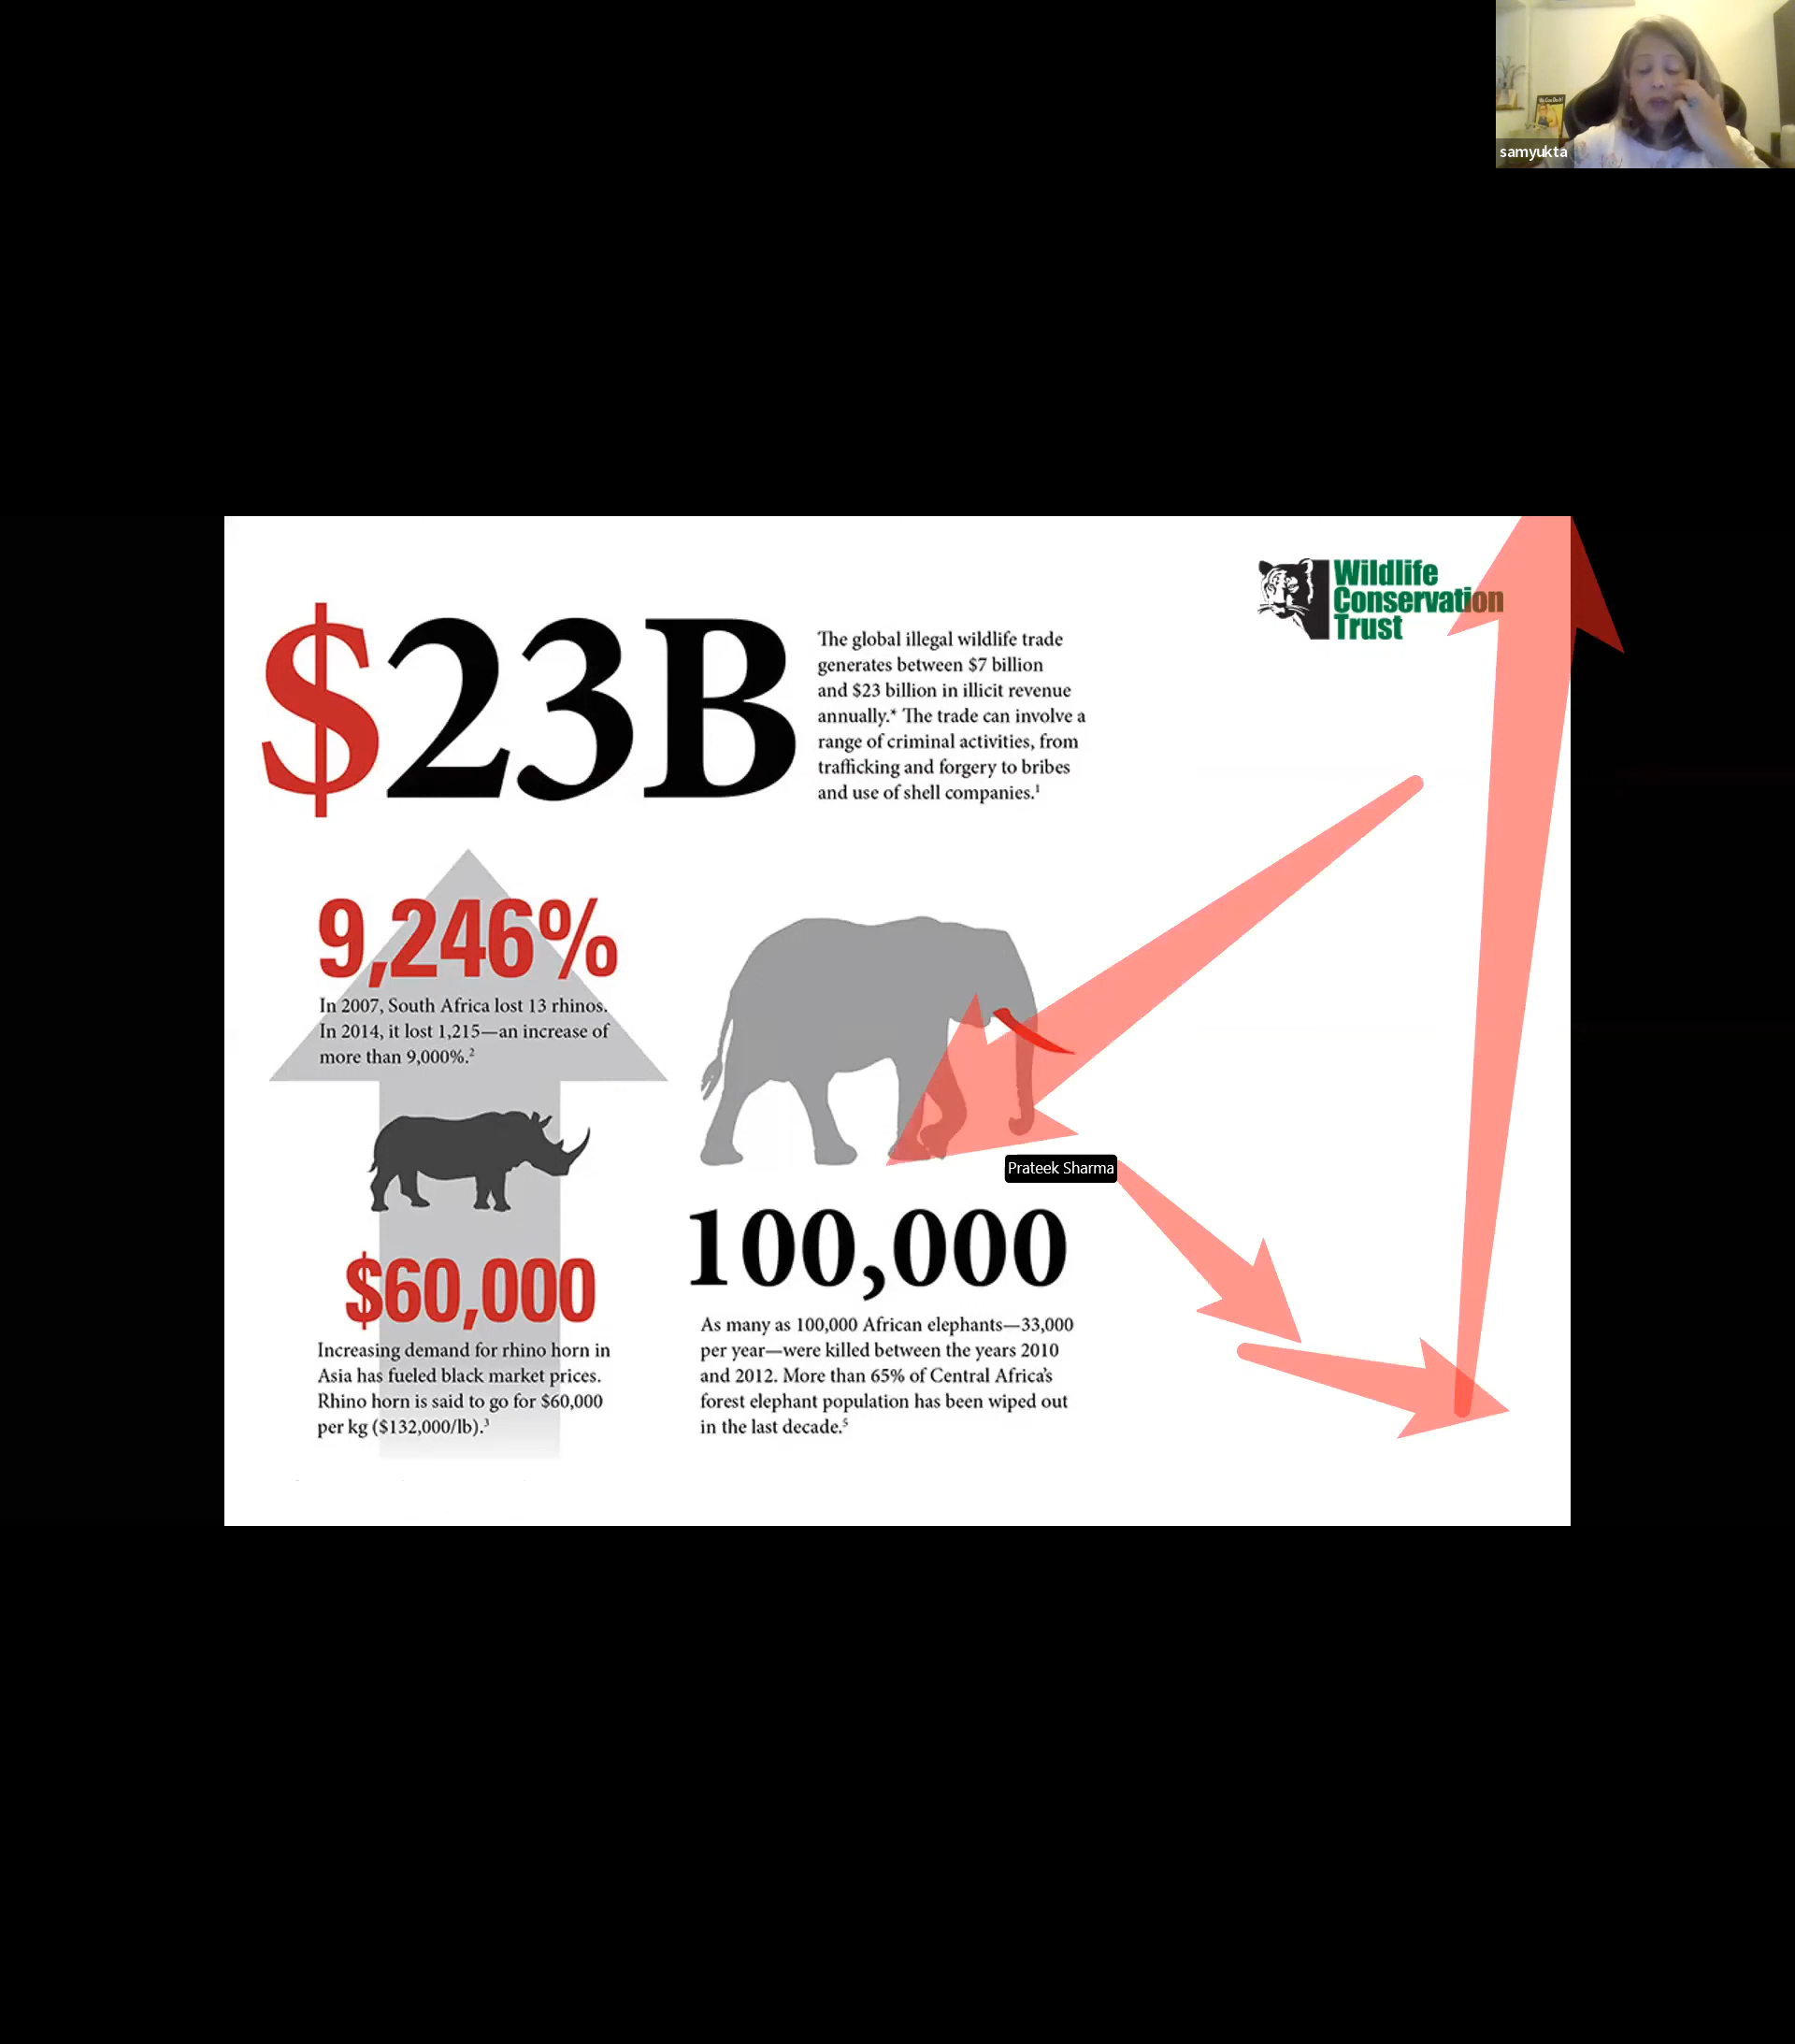 samyukta
Wildlife
Conservation
Trust
$23B
The global illegal wildlife trade
generates between $7 billion
and $23 billion in illicit revenue
annually.* The trade can involve a
range of criminal activities, from
trafficking and forgery to bribes
and use of shell companies.¹
9,246%
In 2007, South Africa lost 13 rhinos.
In 2014, it lost 1,215—an increase of
more than 9,000%.²
$60,000
Increasing demand for rhino horn in
Asia has fueled black market prices.
Rhino horn is said to go for $60,000
per kg ($132,000/lb).³
Prateek Sharma
100,000
As many as 100,000 African elephants—33,000
per year—were killed between the years 2010
and 2012. More than 65% of Central Africa's
forest elephant population has been wiped out
in the last decade.⁵